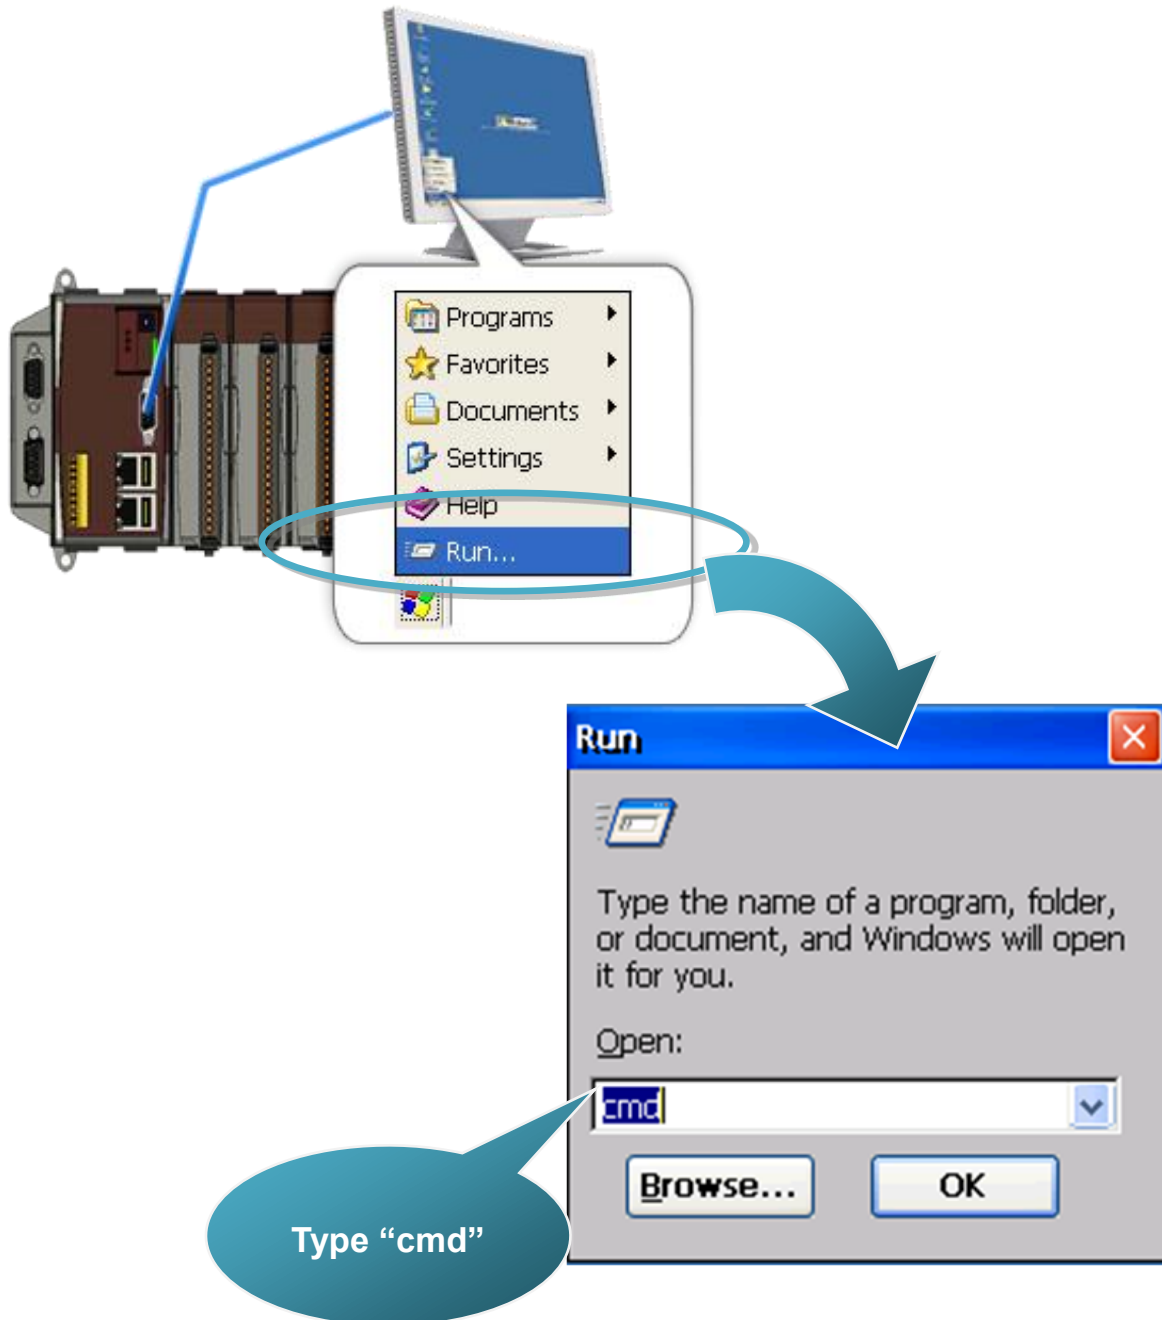 Programs
Favorites
Documents
Settings
Help
Run...
Run
Type the name of a program, folder,
or document, and Windows will open
it for you.
Open:
cmd
Browse...
OK
Type “cmd”